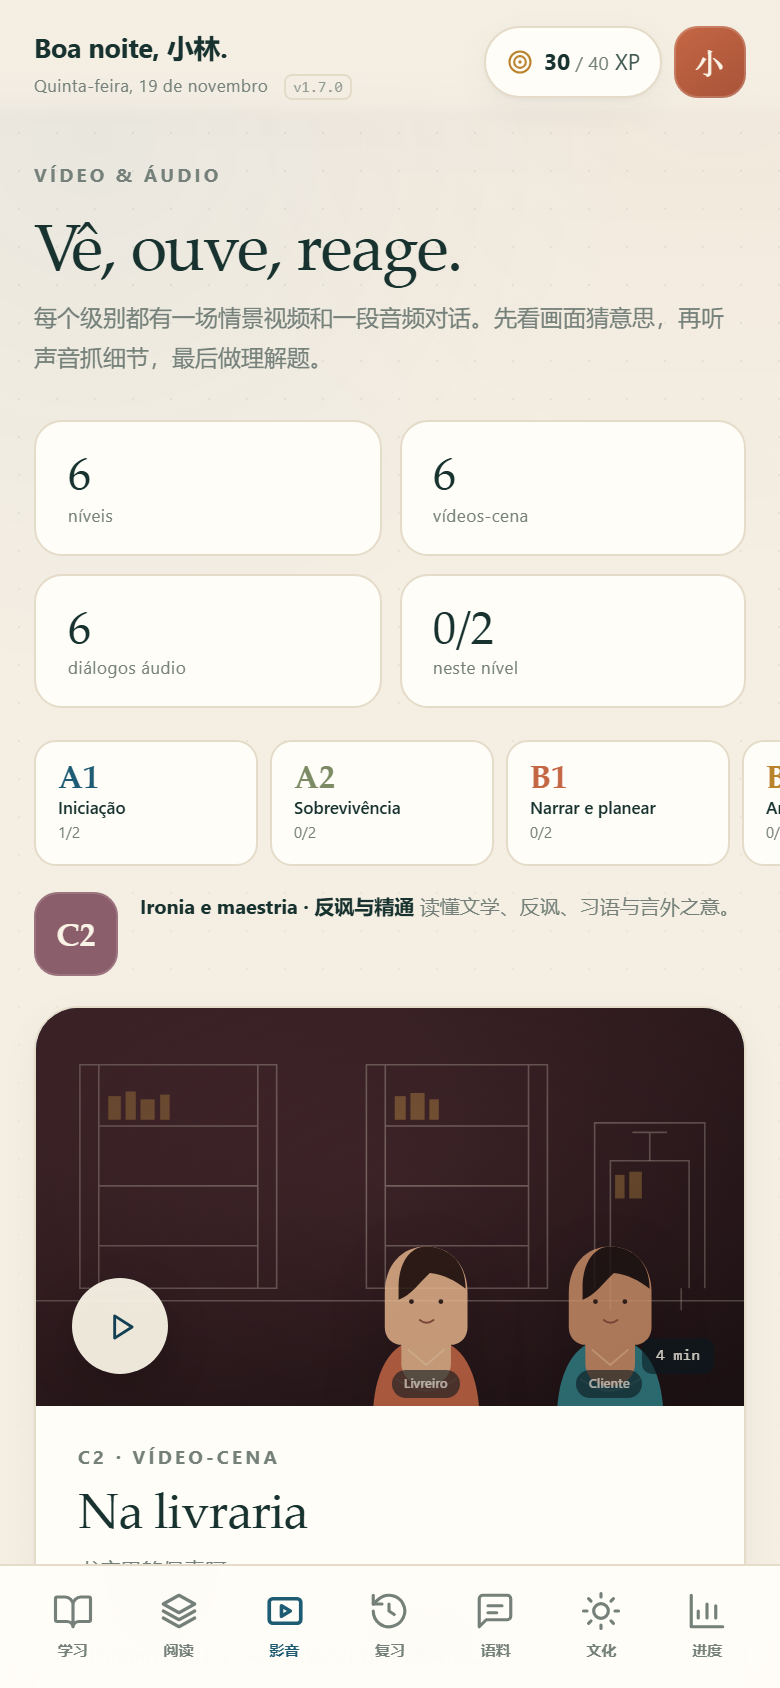 Boa noite, 小林.
Quinta-feira, 19 de novembro v1.7.0
30 / 40 XP
小
VÍDEO & ÁUDIO
Vê, ouve, reage.
每个级别都有一场情景视频和一段音频对话。先看画面猜意思，再听
声音抓细节，最后做理解题。
6
níveis
6
vídeos-cena
6
diálogos áudio
0/2
neste nível
A1
Iniciação
1/2
A2
Sobrevivência
0/2
B1
Narrar e planear
0/2
C2
Ironia e maestria · 反讽与精通 读懂文学、反讽、习语与言外之意。
4 min
Livreiro
Cliente
C2 · VÍDEO-CENA
Na livraria
学习
阅读
影音
复习
语料
文化
进度